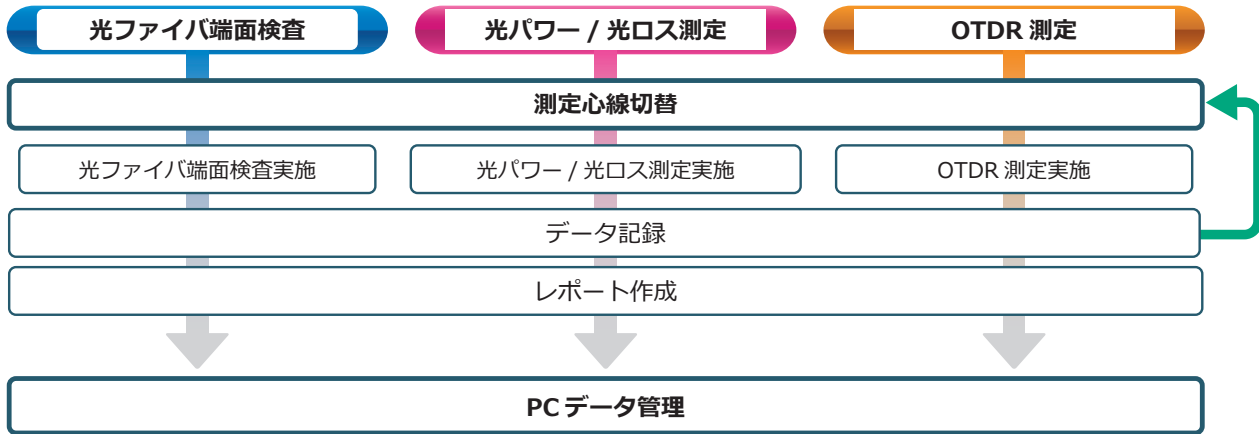 光ファイバ端面検査
光パワー / 光ロス測定
OTDR 測定
測定心線切替
光ファイバ端面検査実施
光パワー / 光ロス測定実施
OTDR 測定実施
データ記録
レポート作成
PC データ管理